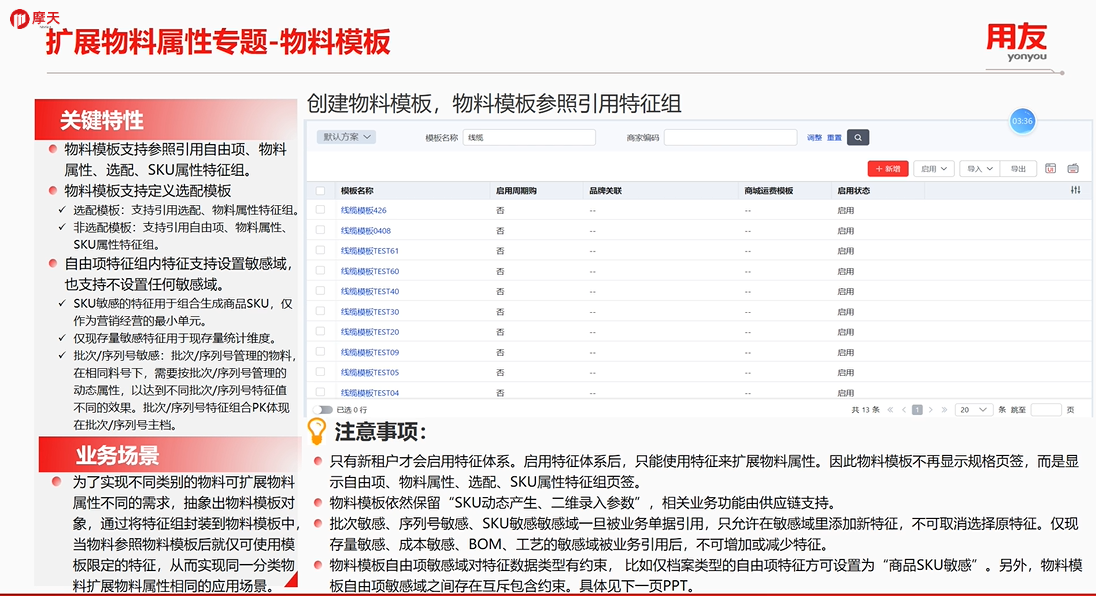 摩天
扩展物料属性专题-物料模板
用友
yonyou
关键特性
物料模板支持参照引用自由项、物料
属性、选配、SKU属性特征组。
物料模板支持定义选配模板
选配模板：支持引用选配、物料属性特征组。
非选配模板：支持引用自由项、物料属性、
SKU属性特征组。
自由项特征组内特征支持设置敏感域，
也支持不设置任何敏感域。
SKU敏感的特征用于组合生成商品SKU，仅
作为营销经营的最小单元。
仅现存量敏感特征用于现存量统计维度。
批次/序列号敏感：批次/序列号管理的物料，
在相同料号下，需要按批次/序列号管理的
动态属性，以达到不同批次/序列号特征值
不同的效果。批次/序列号特征组合PK体现
在批次/序列号主档。
业务场景
为了实现不同类别的物料可扩展物料
属性不同的需求，抽象出物料模板对
象，通过将特征组封装到物料模板中，
当物料参照物料模板后就仅可使用模
板限定的特征，从而实现同一分类物
料扩展物料属性相同的应用场景。
创建物料模板，物料模板参照引用特征组
03:36
默认方案 模板名称 线缆 商家编码 调整 重置
+ 新增 启用 导入 导出
模板名称 启用周期购 品牌关联 商城运费模板 启用状态
线缆模板426 否 -- -- 启用
线缆模板0408 否 -- -- 启用
线缆模板TEST61 否 -- -- 启用
线缆模板TEST60 否 -- -- 启用
线缆模板TEST40 否 -- -- 启用
线缆模板TEST30 否 -- -- 启用
线缆模板TEST20 否 -- -- 启用
线缆模板TEST09 否 -- -- 启用
线缆模板TEST05 否 -- -- 启用
线缆模板TEST04 否 -- -- 启用
已选 0 行 共 13 条 1 20 条 跳至 页
注意事项：
只有新租户才会启用特征体系。启用特征体系后，只能使用特征来扩展物料属性。因此物料模板不再显示规格页签，而是显
示自由项、物料属性、选配、SKU属性特征组页签。
物料模板依然保留“SKU动态产生、二维录入参数”，相关业务功能由供应链支持。
批次敏感、序列号敏感、SKU敏感敏感域一旦被业务单据引用，只允许在敏感域里添加新特征，不可取消选择原特征。仅现
存量敏感、成本敏感、BOM、工艺的敏感域被业务引用后，不可增加或减少特征。
物料模板自由项敏感域对特征数据类型有约束， 比如仅档案类型的自由项特征方可设置为“商品SKU敏感”。另外，物料模
板自由项敏感域之间存在互斥包含约束。具体见下一页PPT。